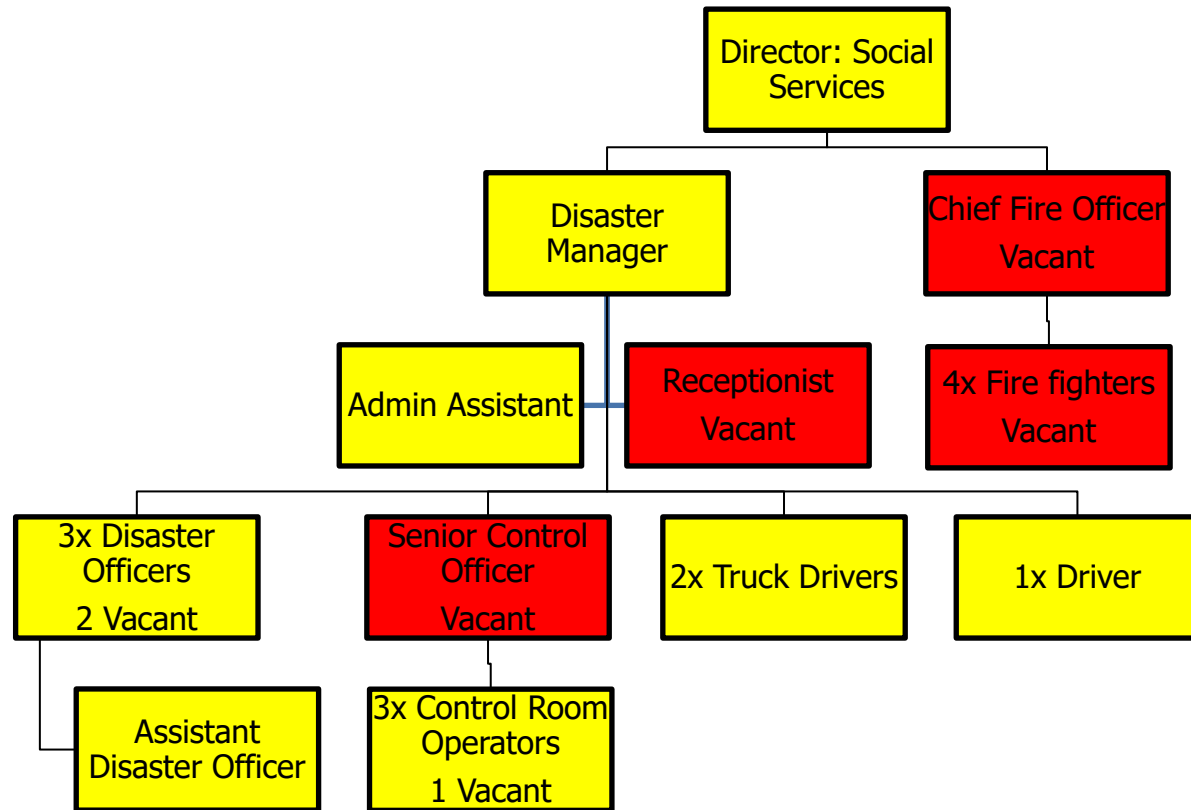 Director: Social
Services
Disaster
Manager
Chief Fire Officer
Vacant
Admin Assistant
Receptionist
Vacant
4x Fire fighters
Vacant
3x Disaster
Officers
2 Vacant
Senior Control
Officer
Vacant
2x Truck Drivers
1x Driver
Assistant
Disaster Officer
3x Control Room
Operators
1 Vacant